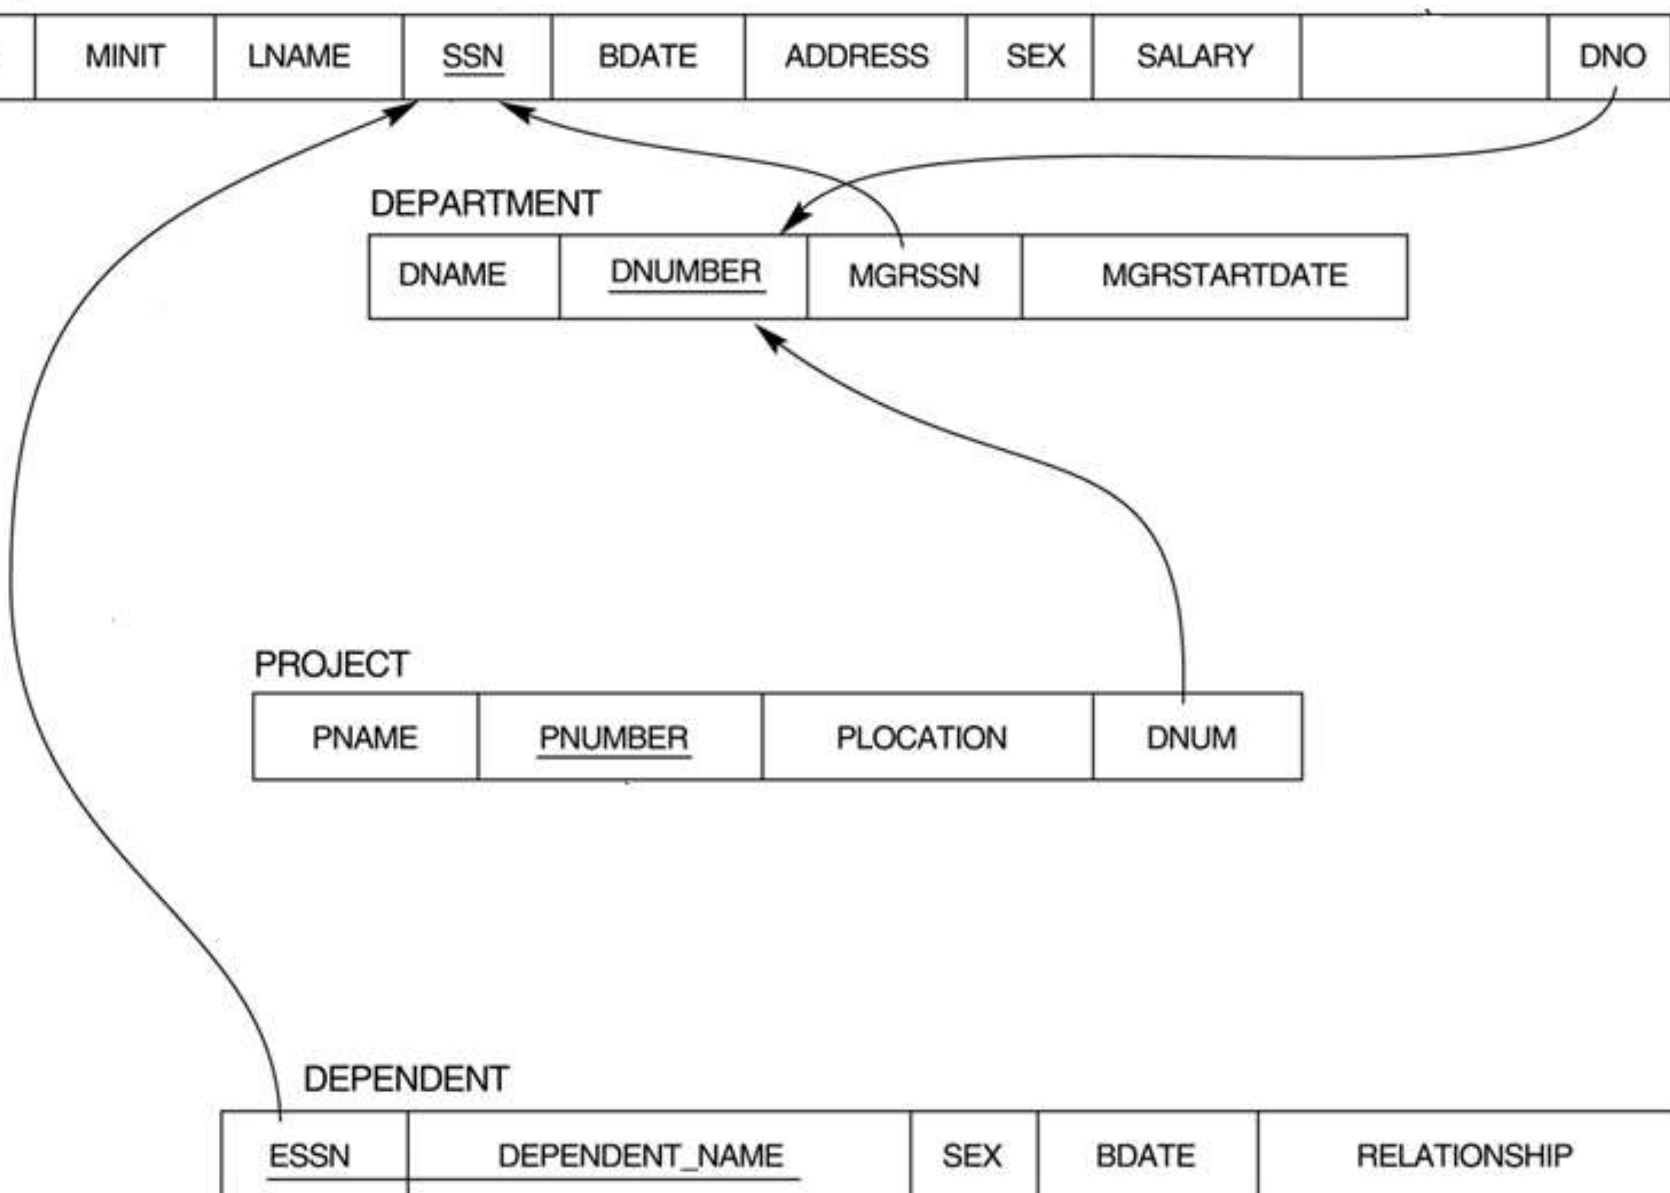 MINIT LNAME SSN BDATE ADDRESS SEX SALARY DNO
DEPARTMENT
DNAME DNUMBER MGRSSN MGRSTARTDATE
PROJECT
PNAME PNUMBER PLOCATION DNUM
DEPENDENT
ESSN DEPENDENT_NAME SEX BDATE RELATIONSHIP